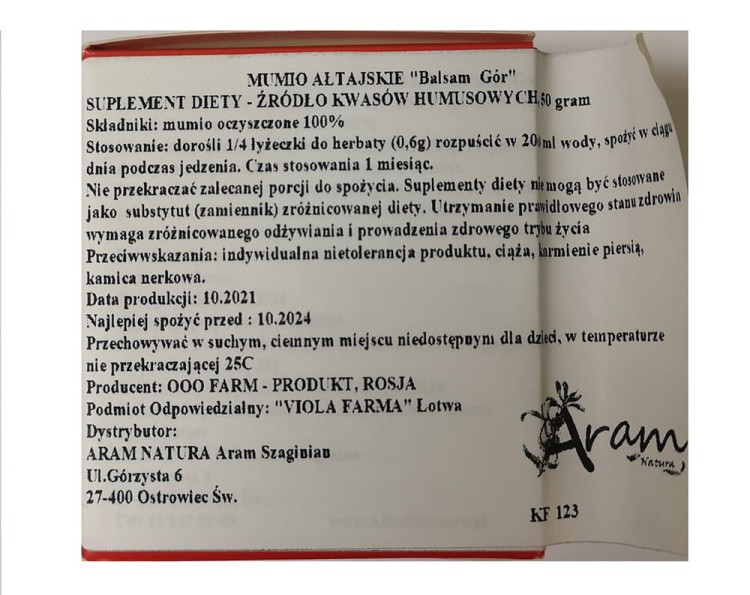 MUMIO AŁTAJSKIE "Balsam Gór"
SUPLEMENT DIETY - ŹRÓDŁO KWASÓW HUMUSOWYCH,50 gram
Składniki: mumio oczyszczone 100%
Stosowanie: dorośli 1/4 łyżeczki do herbaty (0,6g) rozpuścić w 200ml wody, spożyć w ciągu
dnia podczas jedzenia. Czas stosowania 1 miesiąc.
Nie przekraczać zalecanej porcji do spożycia. Suplementy diety nie mogą być stosowane
jako substytut (zamiennik) zróżnicowanej diety. Utrzymanie prawidłowego stanu zdrowia
wymaga zróżnicowanego odżywiania i prowadzenia zdrowego trybu życia
Przeciwwskazania: indywidualna nietolerancja produktu, ciąża, karmienie piersią,
kamica nerkowa.
Data produkcji: 10.2021
Najlepiej spożyć przed : 10.2024
Przechowywać w suchym, ciemnym miejscu niedostępnym dla dzieci, w temperaturze
nie przekraczającej 25C
Producent: OOO FARM - PRODUKT, ROSJA
Podmiot Odpowiedzialny: "VIOLA FARMA" Łotwa
Dystrybutor:
ARAM NATURA Aram Szaginian
Ul.Górzysta 6
27-400 Ostrowiec Św.
Aram
Natura
KF 123